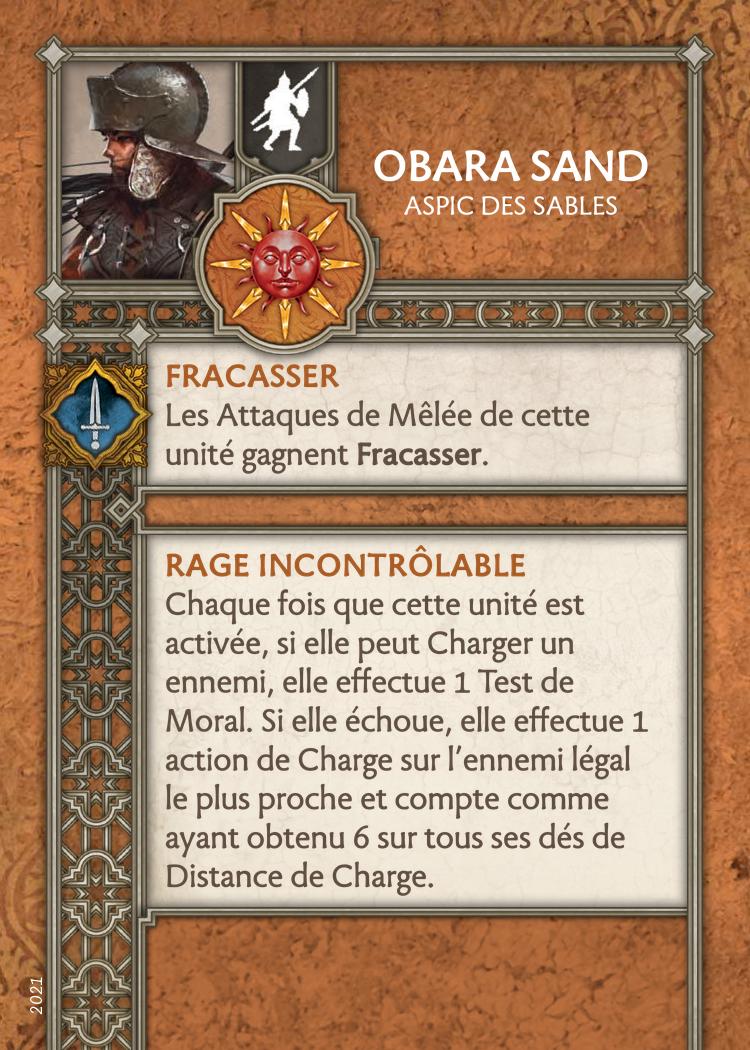 OBARA SAND
ASPIC DES SABLES
FRACASSER
Les Attaques de Mêlée de cette
unité gagnent Fracasser.
RAGE INCONTRÔLABLE
Chaque fois que cette unité est
activée, si elle peut Charger un
ennemi, elle effectue 1 Test de
Moral. Si elle échoue, elle effectue 1
action de Charge sur l'ennemi légal
le plus proche et compte comme
ayant obtenu 6 sur tous ses dés de
Distance de Charge.
2021